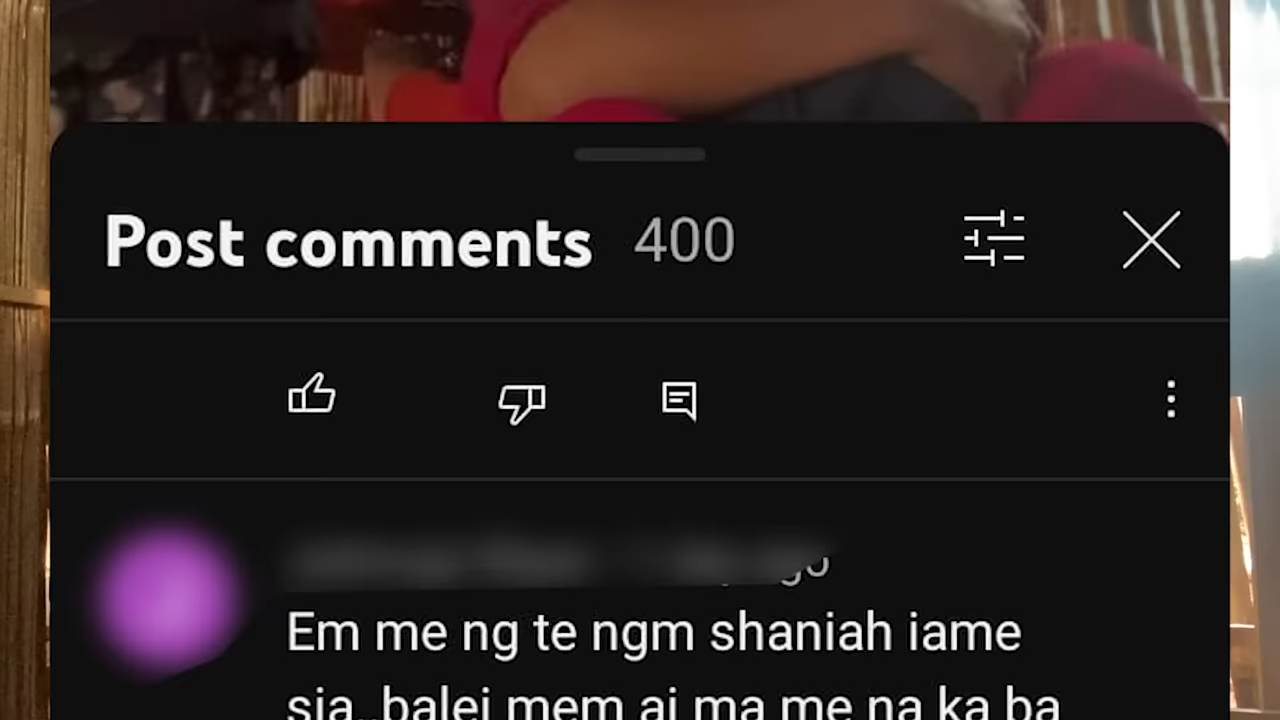 Post comments 400
Em me ng te ngm shaniah iame
sia..balei mem ai ma me na ka ba